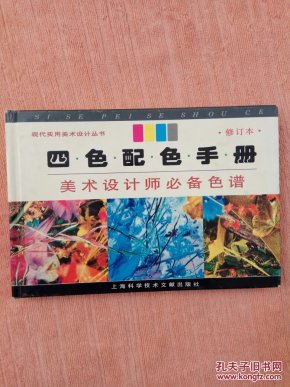 SI SE PEI SE SHOU CE
现代实用美术设计丛书
·修订本·
四·色·配·色·手·册
美术设计师必备色谱
上海科学技术文献出版社
孔夫子旧书网